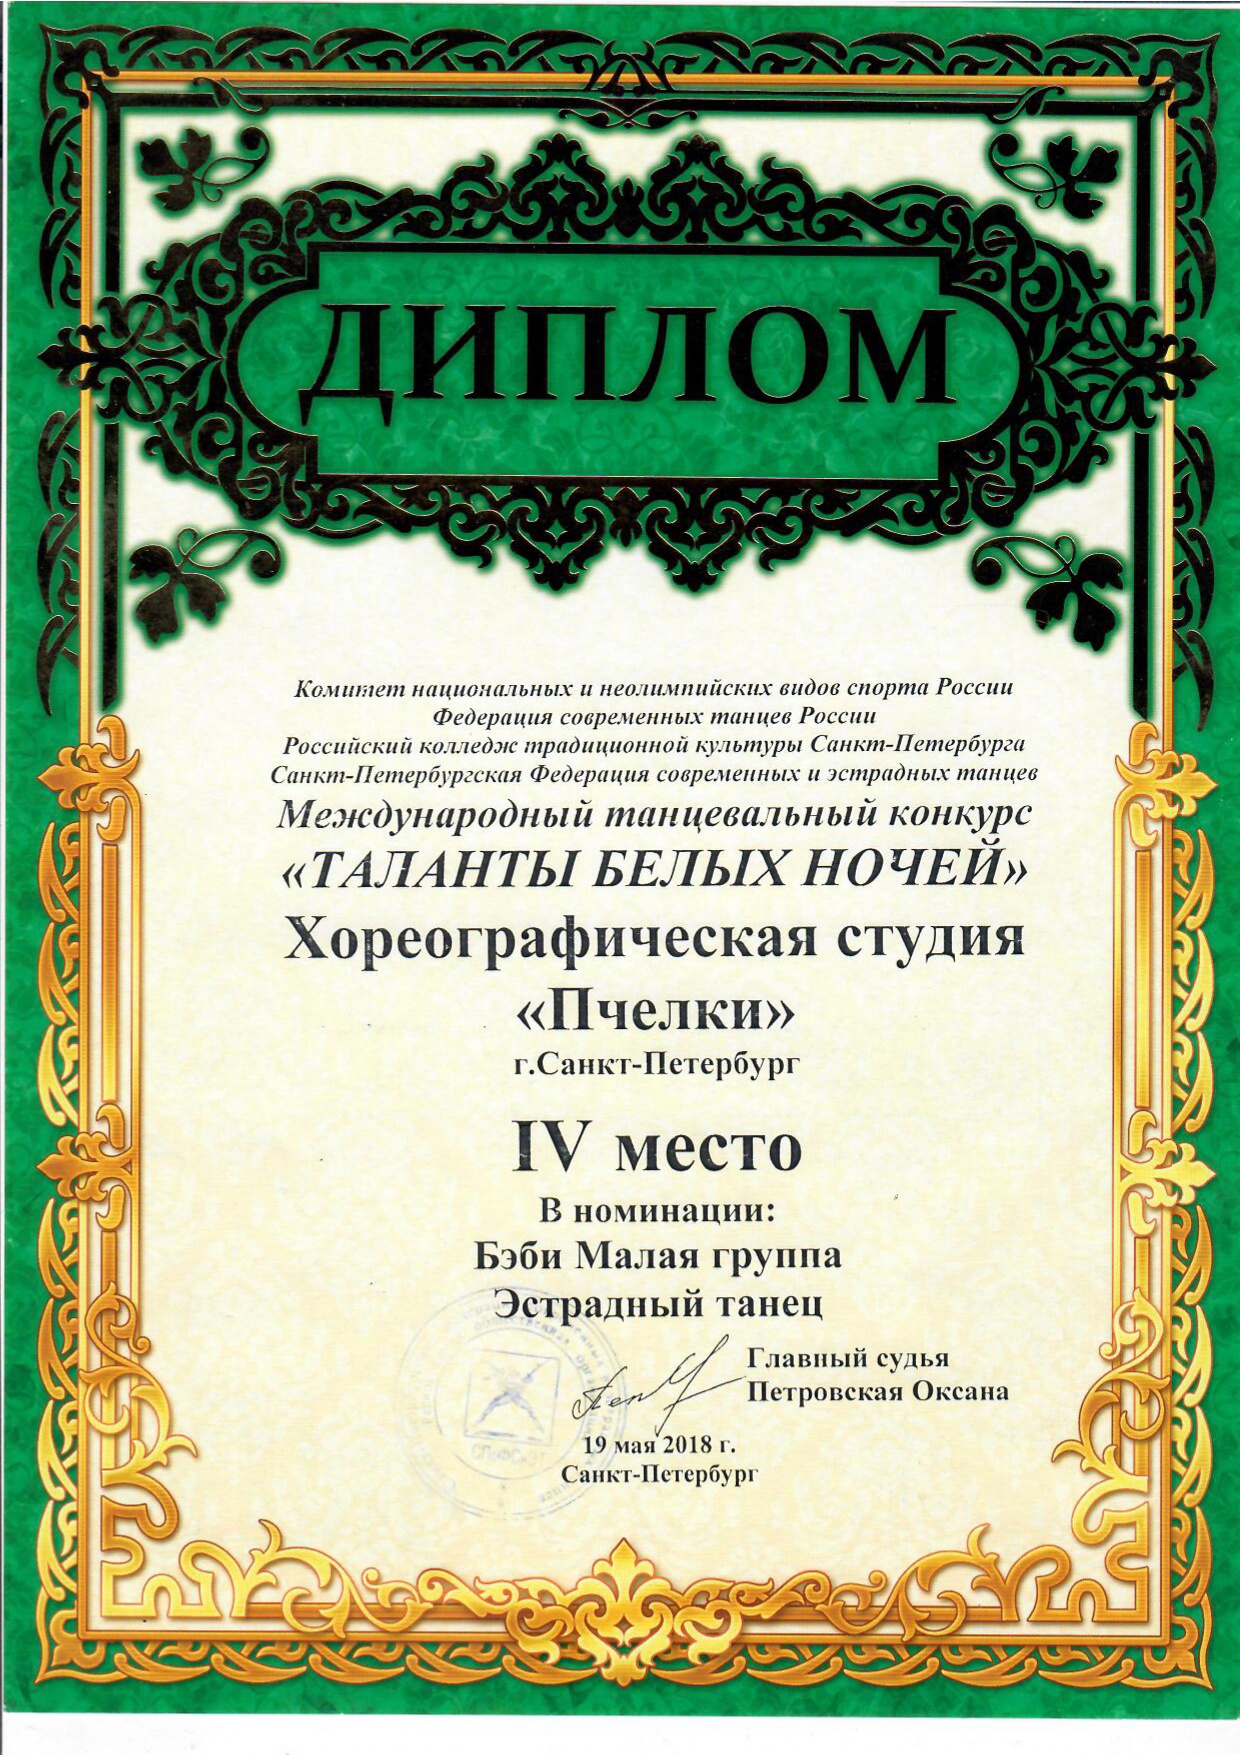 ДИПЛОМ
Комитет национальных и неолимпийских видов спорта России
Федерация современных танцев России
Российский колледж традиционной культуры Санкт-Петербурга
Санкт-Петербургская Федерация современных и эстрадных танцев
Международный танцевальный конкурс
«ТАЛАНТЫ БЕЛЫХ НОЧЕЙ»
Хореографическая студия
«Пчелки»
г.Санкт-Петербург
IV место
В номинации:
Бэби Малая группа
Эстрадный танец
Главный судья
Петровская Оксана
19 мая 2018 г.
Санкт-Петербург